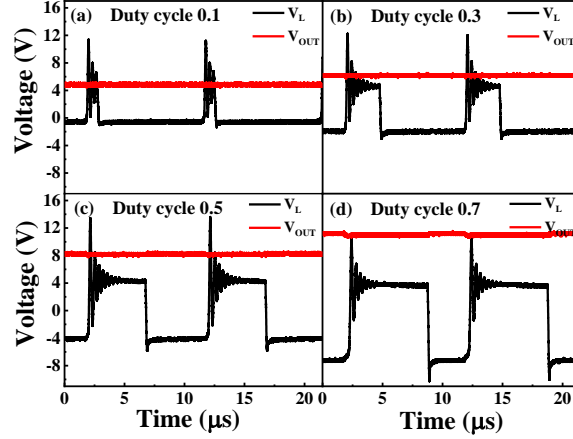 (a) Duty cycle 0.1
V_L
V_OUT
(b) Duty cycle 0.3
V_L
V_OUT
Voltage (V)
12
8
4
0
-4
-8
(c) Duty cycle 0.5
V_L
V_OUT
(d) Duty cycle 0.7
V_L
V_OUT
Voltage (V)
16
12
8
4
0
-4
-8
0 5 10 15 20
Time (μs)
0 5 10 15 20
Time (μs)